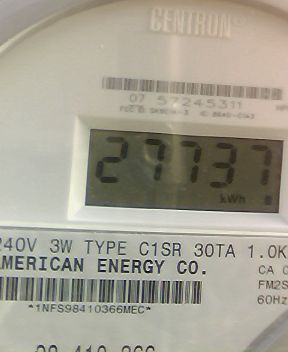 CENTRON®
07 57245311
27737
kWh
240V 3W TYPE C1SR 30TA 1.0K
AMERICAN ENERGY CO.
CA 0
FM2S
*1NFS98410366MEC*
60Hz